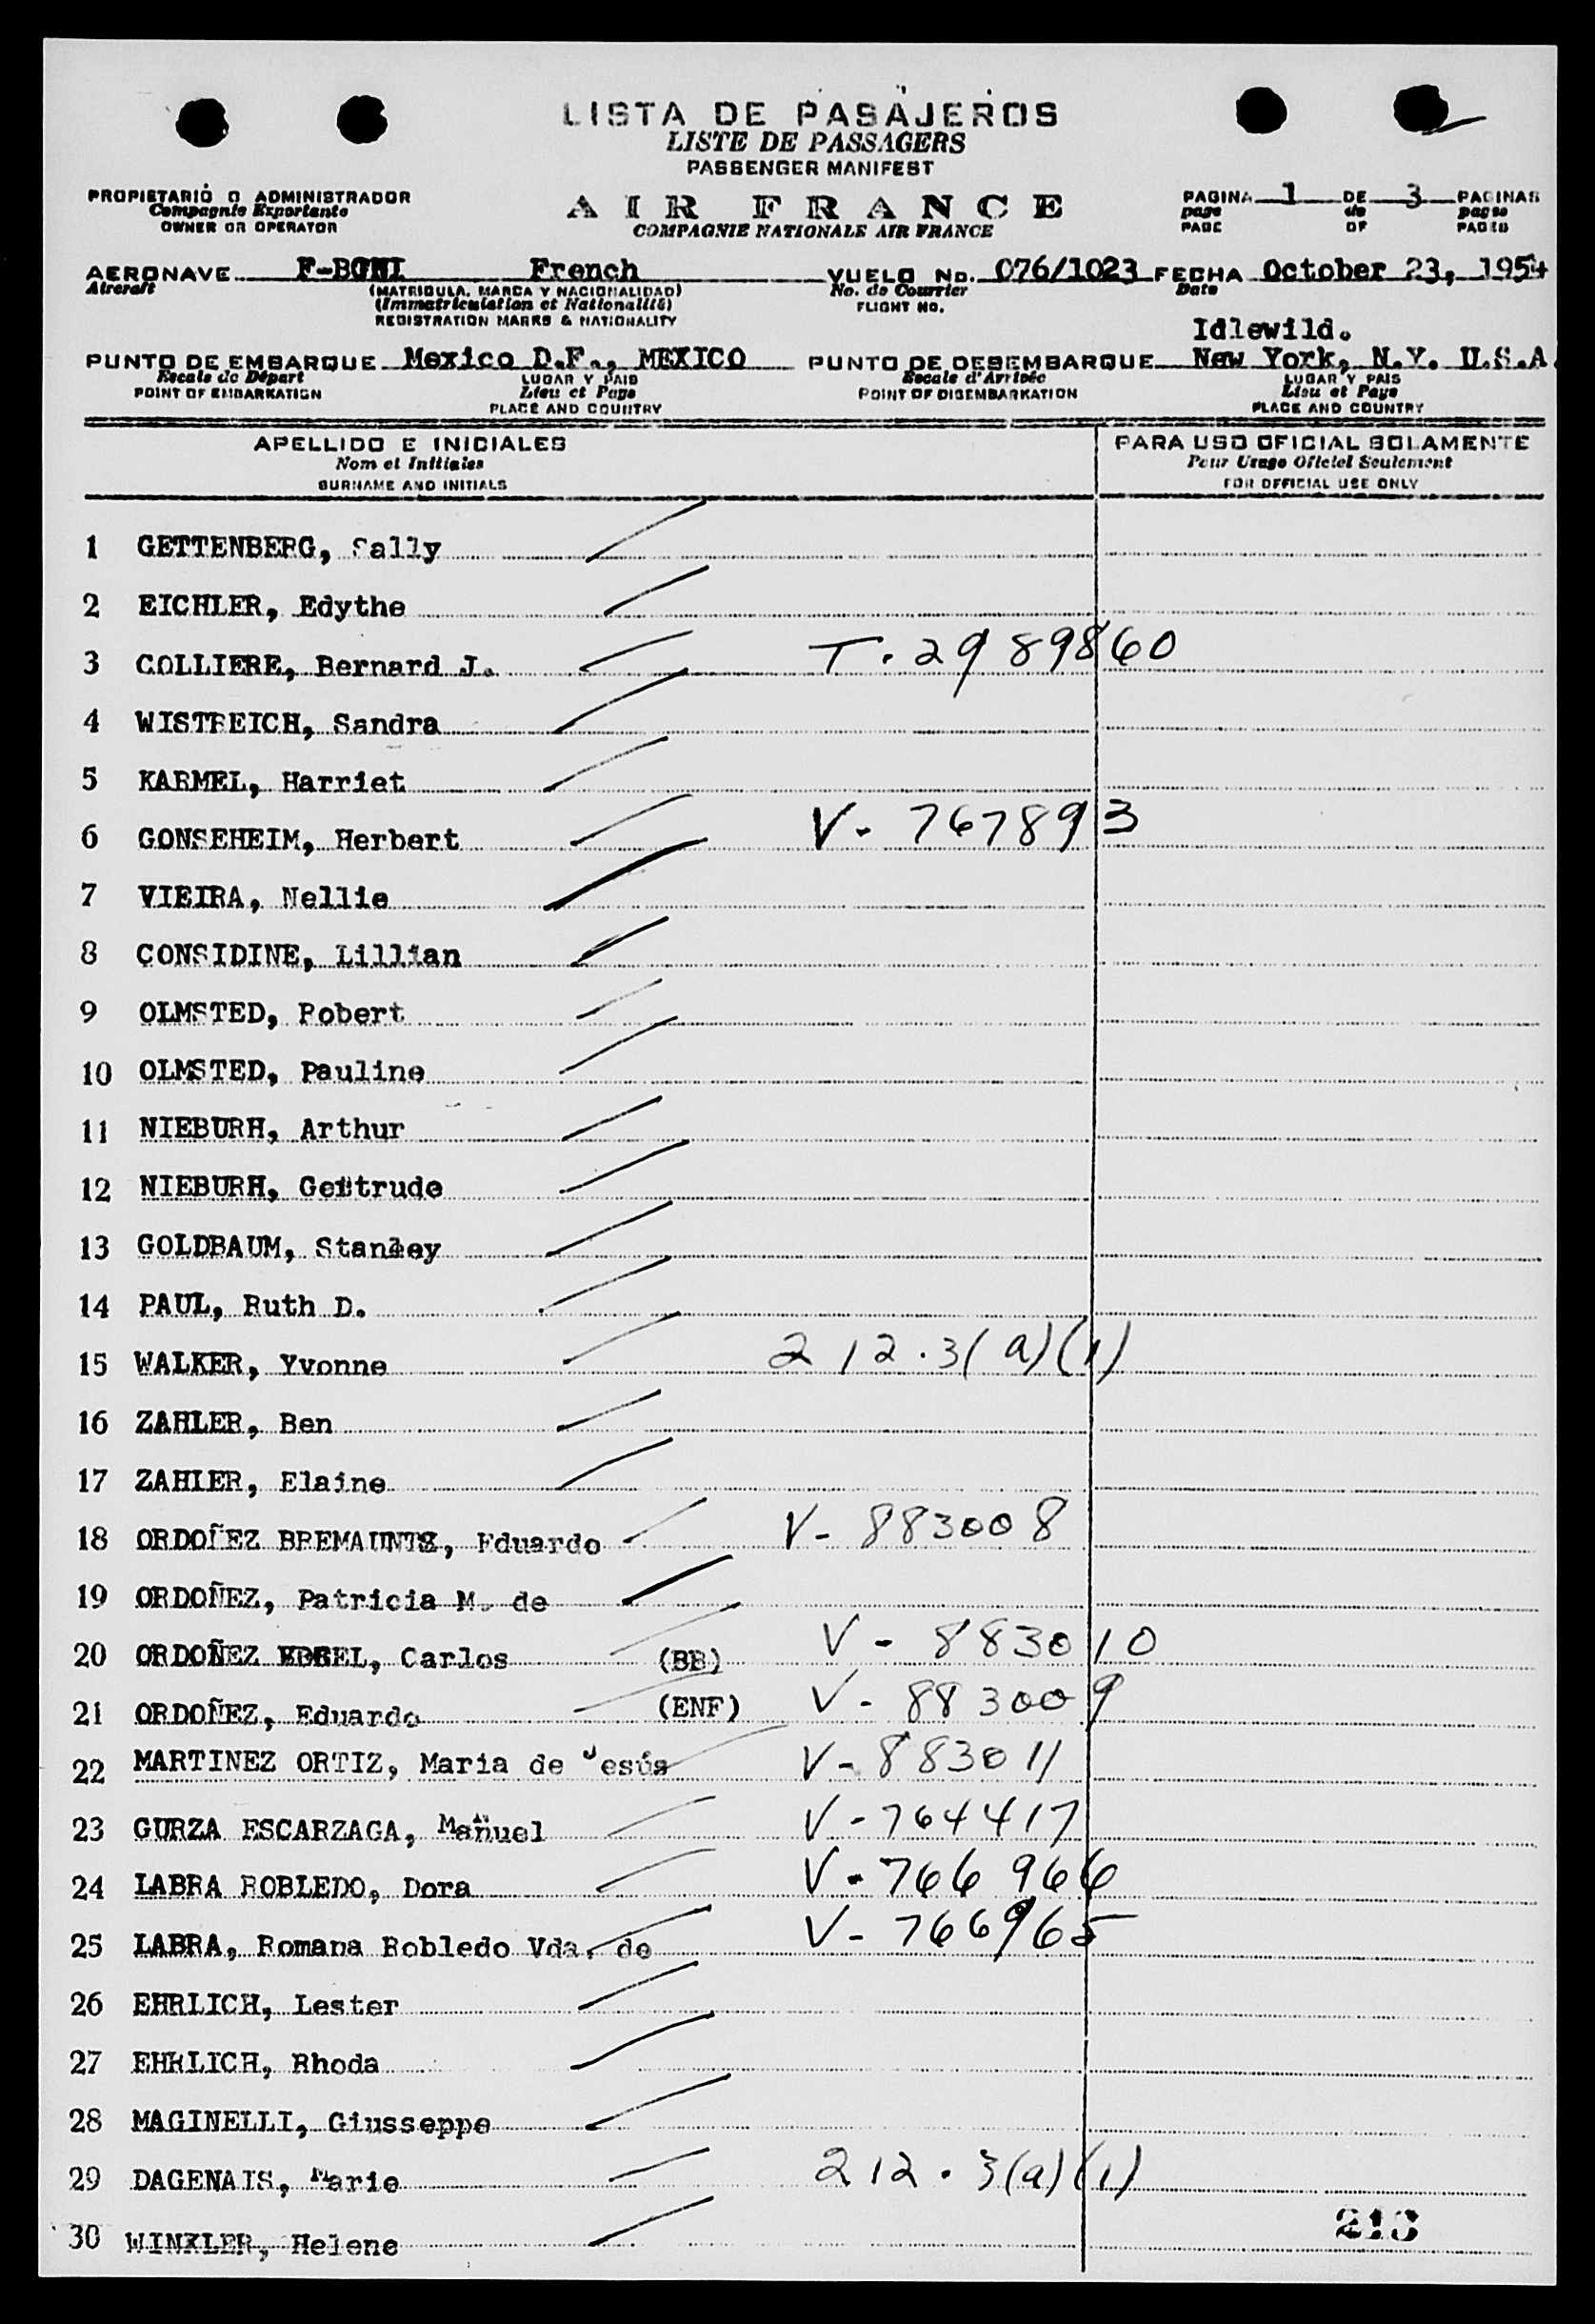 LISTA DE PASAJEROS
LISTE DE PASSAGERS
PASSENGER MANIFEST
PROPIETARIO O ADMINISTRADOR
Compagnie Exportante
OWNER OR OPERATOR
AIR FRANCE
COMPAGNIE NATIONALE AIR FRANCE
PAGINA 1 DE 3 PAGINAS
page de pages
PAGE OF PAGES
AERONAVE French VUELO No. 076/1023 FECHA October 23, 1954
Aircraft (MATRICULA, MARCA Y NACIONALIDAD) No. de Courrier Date
(Immatriculation et Nationalité) FLIGHT NO.
REGISTRATION MARKS & NATIONALITY
Idlewild.
PUNTO DE EMBARQUE Mexico D.F., MEXICO PUNTO DE DESEMBARQUE New York, N.Y. U.S.A.
Escale de Départ LUGAR Y PAIS Escale d'Arrivée LUGAR Y PAIS
POINT OF EMBARKATION Lieu et Pays POINT OF DISEMBARKATION Lieu et Pays
PLACE AND COUNTRY PLACE AND COUNTRY
APELLIDO E INICIALES PARA USO OFICIAL SOLAMENTE
Nom et Initiales Pour Usage Officiel Seulement
SURNAME AND INITIALS FOR OFFICIAL USE ONLY
1 GETTENBERG, Sally
2 EICHLER, Edythe
3 COLLIERE, Bernard J. T. 2989860
4 WISTREICH, Sandra
5 KARMEL, Harriet
6 GONSEHEIM, Herbert V- 767893
7 VIEIRA, Nellie
8 CONSIDINE, Lillian
9 OLMSTED, Robert
10 OLMSTED, Pauline
11 NIEBURH, Arthur
12 NIEBURH, Gertrude
13 GOLDBAUM, Stanley
14 PAUL, Ruth D.
15 WALKER, Yvonne 212.3(a)(1)
16 ZAHLER, Ben
17 ZAHLER, Elaine
18 ORDOÑEZ BREMAUNTZ, Eduardo V- 883008
19 ORDOÑEZ, Patricia M. de
20 ORDOÑEZ Carlos (BB) V- 883010
21 ORDOÑEZ, Eduardo (ENF) V- 883009
22 MARTINEZ ORTIZ, Maria de Jesús V-883011
23 GURZA ESCARZAGA, Mañuel V-764417
24 LABRA ROBLEDO, Dora V-766966
25 LABRA, Romana Robledo Vda. de V- 766965
26 EHRLICH, Lester
27 EHRLICH, Rhoda
28 MAGINELLI, Giusseppe
29 DAGENAIS, Marie 212.3(a)(1)
30 WINKLER, Helene